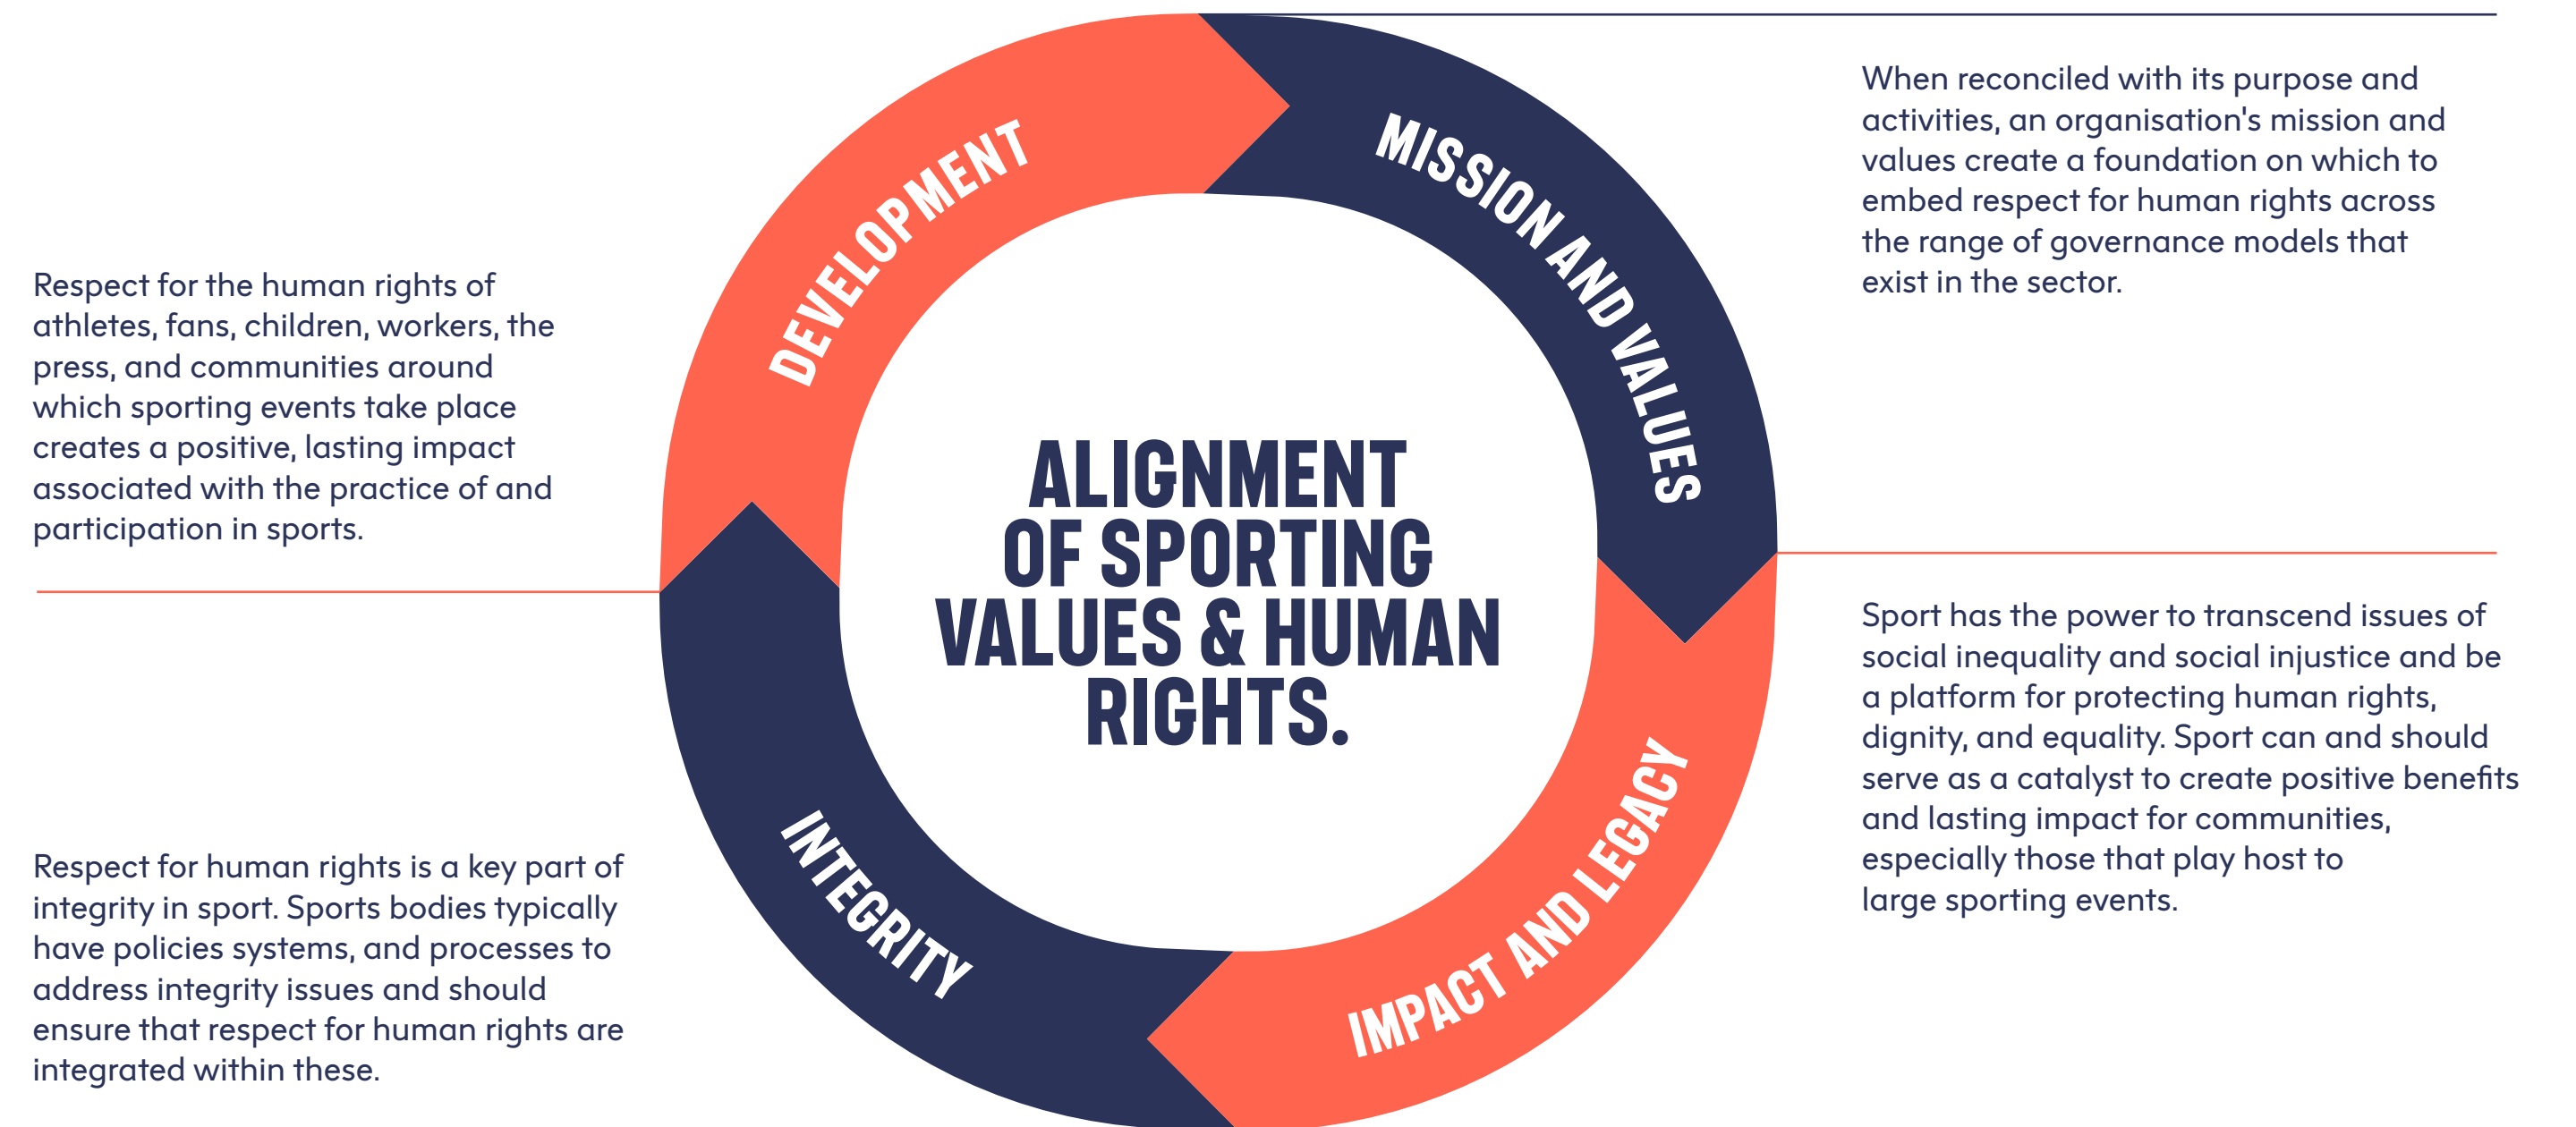 DEVELOPMENT
MISSION AND VALUES
IMPACT AND LEGACY
INTEGRITY
ALIGNMENT
OF SPORTING
VALUES & HUMAN
RIGHTS.
When reconciled with its purpose and
activities, an organisation's mission and
values create a foundation on which to
embed respect for human rights across
the range of governance models that
exist in the sector.
Sport has the power to transcend issues of
social inequality and social injustice and be
a platform for protecting human rights,
dignity, and equality. Sport can and should
serve as a catalyst to create positive benefits
and lasting impact for communities,
especially those that play host to
large sporting events.
Respect for the human rights of
athletes, fans, children, workers, the
press, and communities around
which sporting events take place
creates a positive, lasting impact
associated with the practice of and
participation in sports.
Respect for human rights is a key part of
integrity in sport. Sports bodies typically
have policies systems, and processes to
address integrity issues and should
ensure that respect for human rights are
integrated within these.